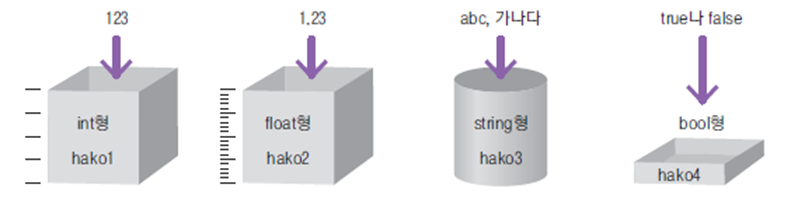 123
1.23
abc, 가나다
true나 false
int형
hako1
float형
hako2
string형
hako3
bool형
hako4